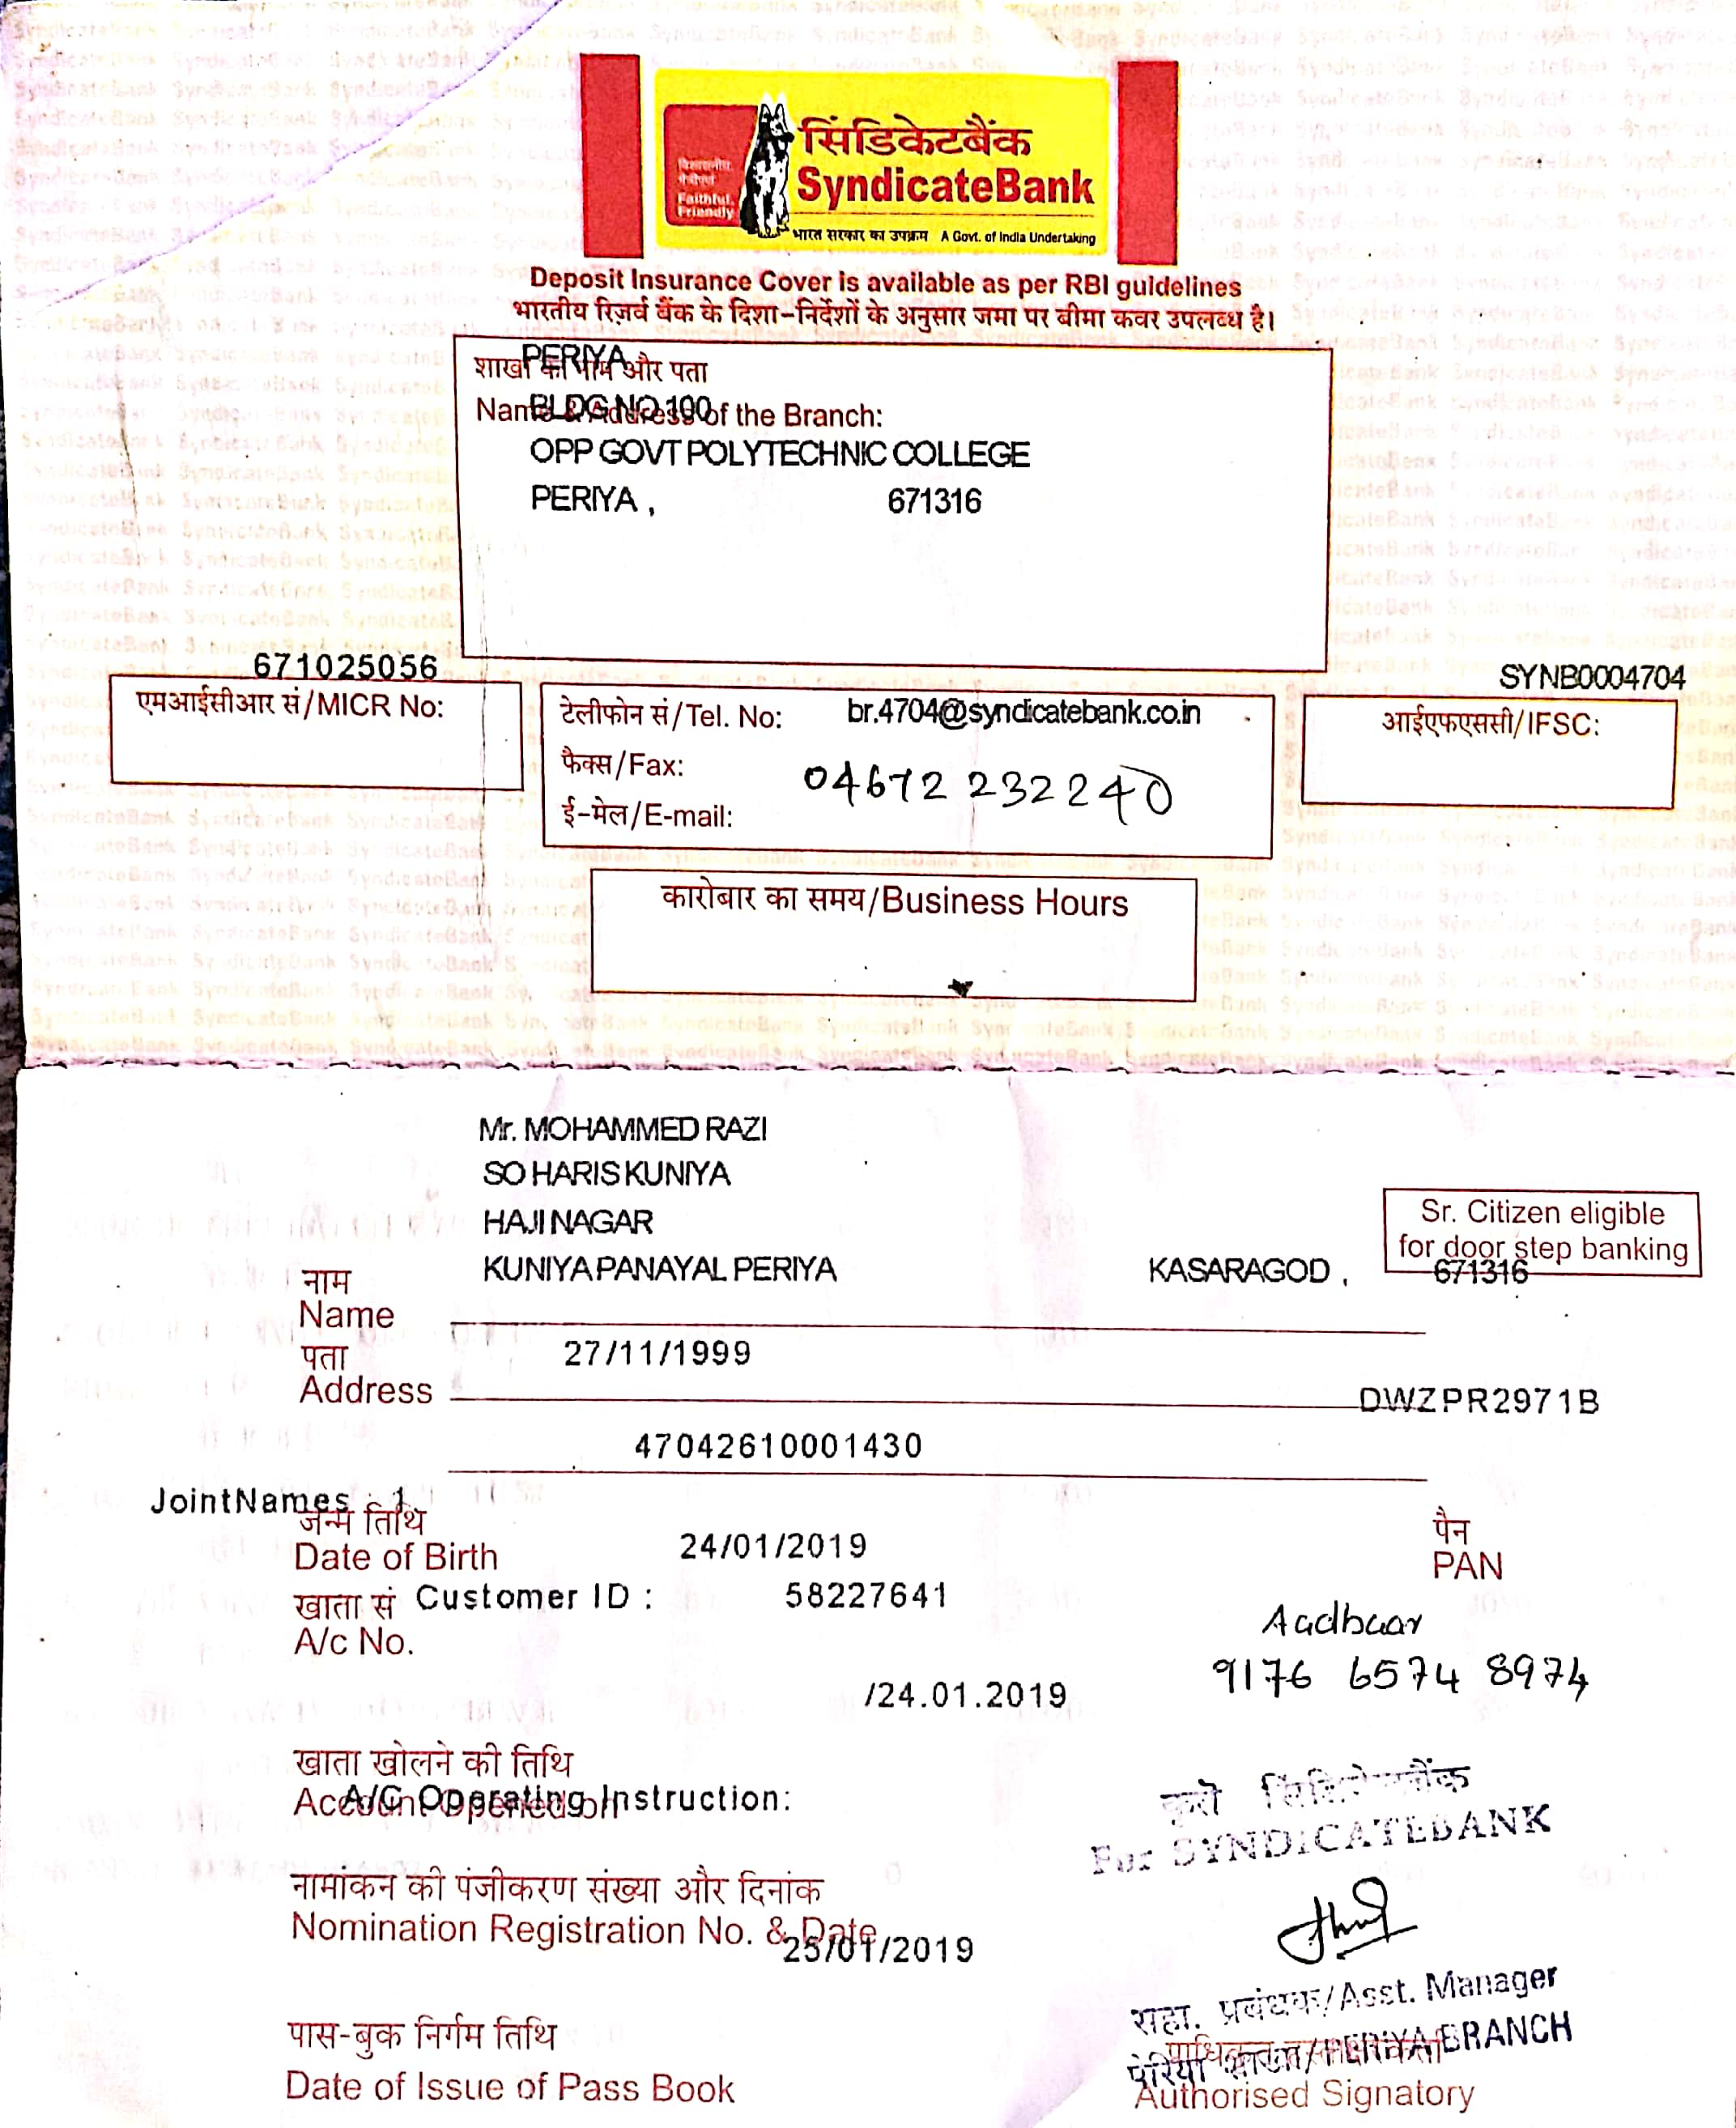 सिंडिकेटबैंक
SyndicateBank
विश्वसनीय
Faithful,
Friendly
भारत सरकार का उपक्रम A Govt. of India Undertaking
Deposit Insurance Cover is available as per RBI guidelines
भारतीय रिज़र्व बैंक के दिशा-निर्देशों के अनुसार जमा पर बीमा कवर उपलब्ध है।
PERIYA
शाखा का नाम और पता
BLDG NO 100
Name & Address of the Branch:
OPP GOVT POLYTECHNIC COLLEGE
PERIYA , 671316
671025056
एमआईसीआर सं/MICR No:
टेलीफोन सं/Tel. No: br.4704@syndicatebank.co.in
फैक्स/Fax: 04672 232240
ई-मेल/E-mail:
SYNB0004704
आईएफएससी/IFSC:
कारोबार का समय/Business Hours
Mr. MOHAMMED RAZI
SO HARIS KUNIYA
HAJI NAGAR
KUNIYA PANAYAL PERIYA KASARAGOD , 671316
Sr. Citizen eligible
for door step banking
नाम
Name
27/11/1999
पता
Address
DWZPR2971B
47042610001430
JointNames : 1.
जन्म तिथि
Date of Birth
24/01/2019
पैन
PAN
खाता सं
Customer ID : 58227641
A/c No.
Aadhaar
9176 6574 8974
/24.01.2019
खाता खोलने की तिथि
Account Opened on
A/C Operating Instruction:
कृते सिंडिकेटबैंक
For SYNDICATEBANK
नामांकन की पंजीकरण संख्या और दिनांक
Nomination Registration No. & Date
25/01/2019
सहा. प्रबंधक/Asst. Manager
पेरिया शाखा/PERIYA BRANCH
प्राधिकृत हस्ताक्षरकर्ता
Authorised Signatory
पास-बुक निर्गम तिथि
Date of Issue of Pass Book